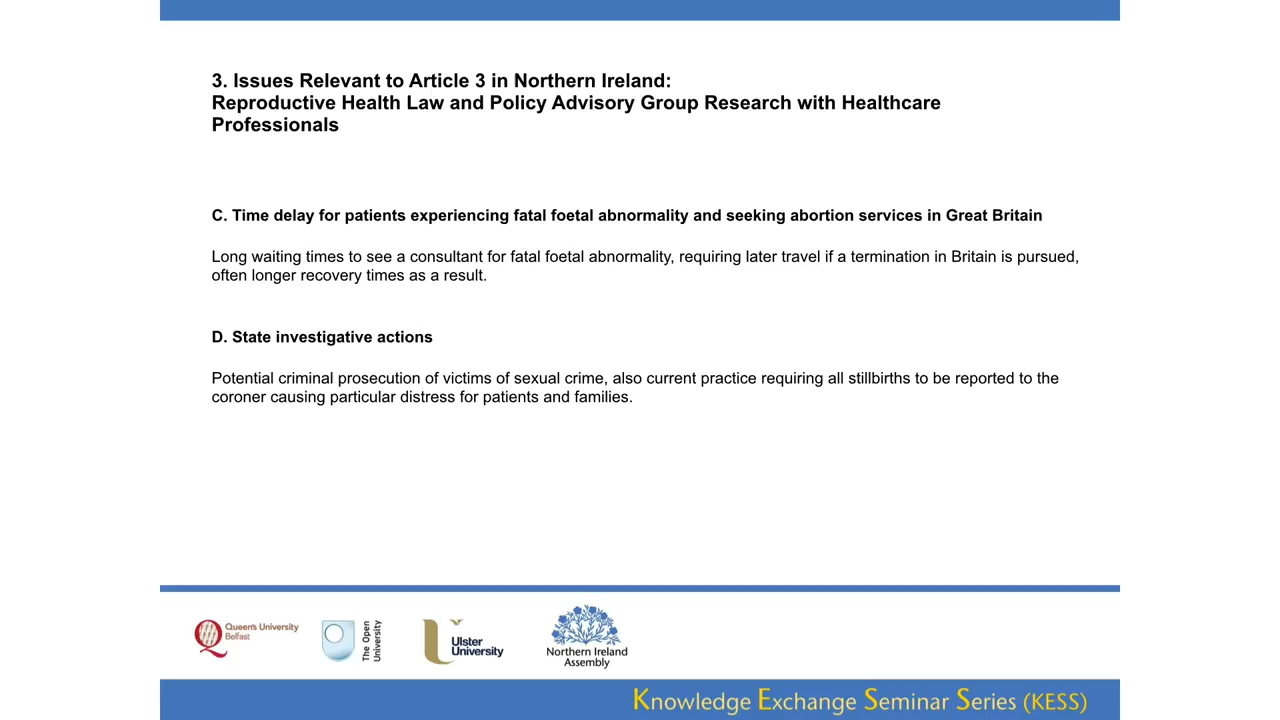 3. Issues Relevant to Article 3 in Northern Ireland:
Reproductive Health Law and Policy Advisory Group Research with Healthcare
Professionals
C. Time delay for patients experiencing fatal foetal abnormality and seeking abortion services in Great Britain
Long waiting times to see a consultant for fatal foetal abnormality, requiring later travel if a termination in Britain is pursued,
often longer recovery times as a result.
D. State investigative actions
Potential criminal prosecution of victims of sexual crime, also current practice requiring all stillbirths to be reported to the
coroner causing particular distress for patients and families.
Queen's University
Belfast
The Open
University
Ulster
University
Northern Ireland
Assembly
Knowledge Exchange Seminar Series (KESS)